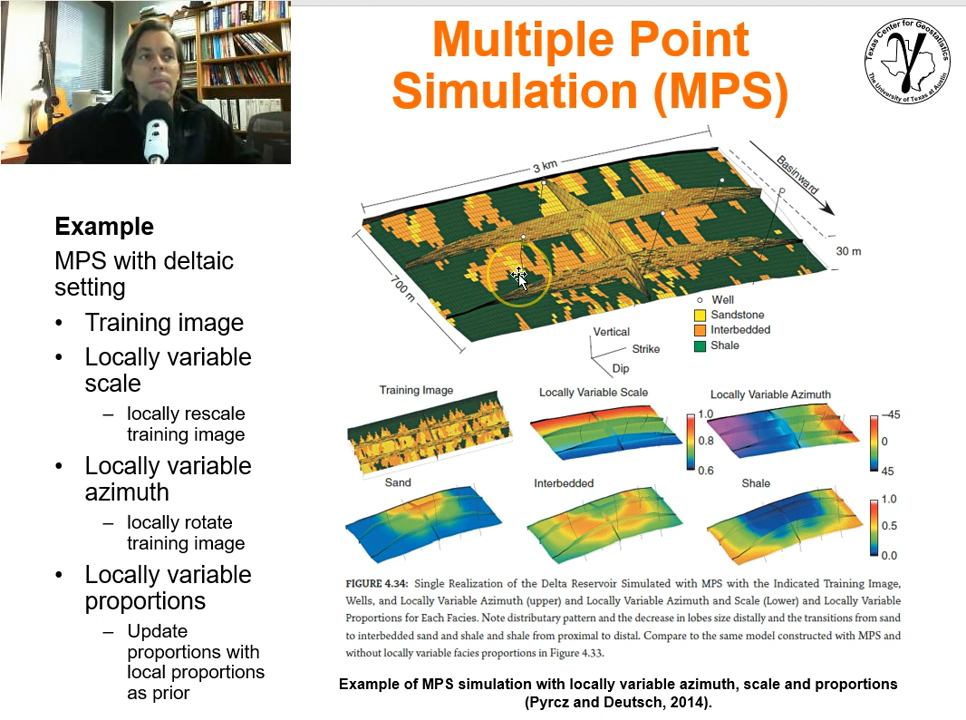 Multiple Point
Simulation (MPS)
Texas Center for Geostatistics
The University of Texas at Austin
Example
MPS with deltaic
setting
• Training image
• Locally variable
scale
– locally rescale
training image
• Locally variable
azimuth
– locally rotate
training image
• Locally variable
proportions
– Update
proportions with
local proportions
as prior
3 km
Basinward
700 m
30 m
Well
Sandstone
Interbedded
Shale
Vertical
Strike
Dip
Training Image
Locally Variable Scale
1.0
0.8
0.6
Locally Variable Azimuth
–45
0
45
Sand
Interbedded
Shale
1.0
0.5
0.0
FIGURE 4.34: Single Realization of the Delta Reservoir Simulated with MPS with the Indicated Training Image,
Wells, and Locally Variable Azimuth (upper) and Locally Variable Azimuth and Scale (Lower) and Locally Variable
Proportions for Each Facies. Note distributary pattern and the decrease in lobes size distally and the transitions from sand
to interbedded sand and shale and shale from proximal to distal. Compare to the same model constructed with MPS and
without locally variable facies proportions in Figure 4.33.
Example of MPS simulation with locally variable azimuth, scale and proportions
(Pyrcz and Deutsch, 2014).